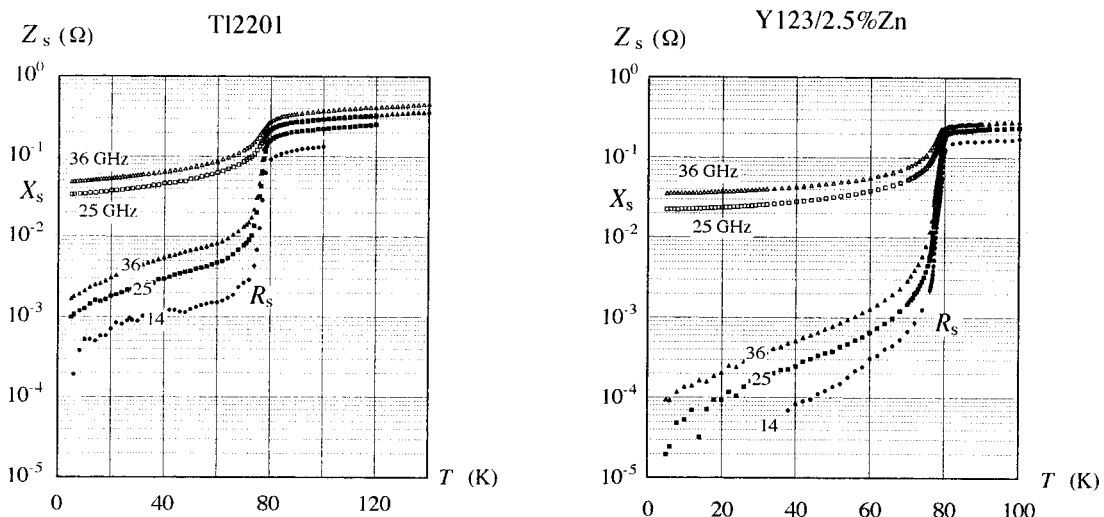 Tl2201
Z s (Ω)
10^0
10^-1
10^-2
10^-3
10^-4
10^-5
36 GHz
X_s
25 GHz
36
25
14
R_s
T (K)
0 40 80 120
Y123/2.5%Zn
Z s (Ω)
10^0
10^-1
10^-2
10^-3
10^-4
10^-5
36 GHz
X_s
25 GHz
36
25
14
R_s
T (K)
0 20 40 60 80 100